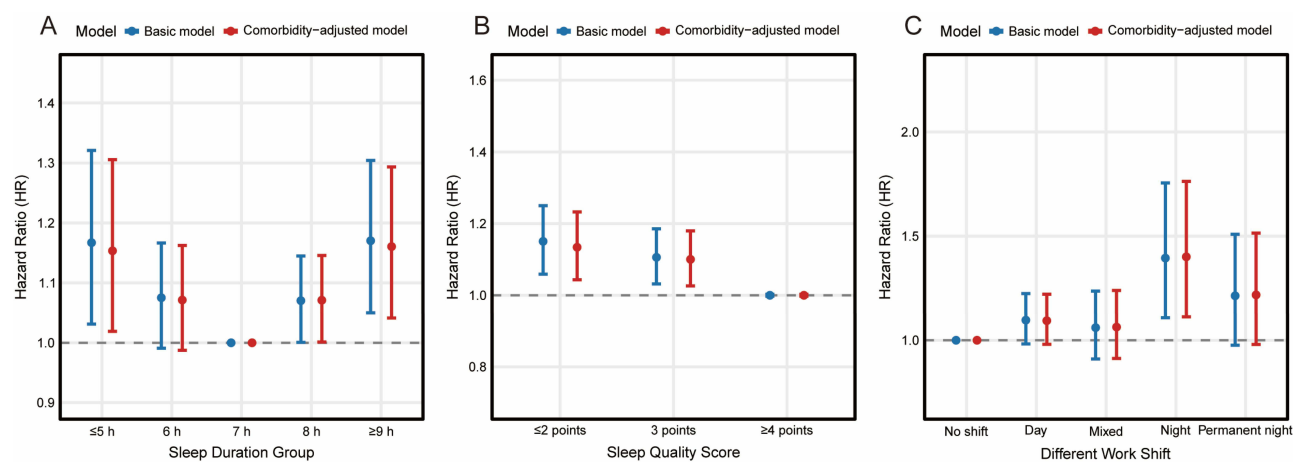 A Model Basic model Comorbidity−adjusted model
Hazard Ratio (HR)
1.4
1.3
1.2
1.1
1.0
0.9
≤5 h 6 h 7 h 8 h ≥9 h
Sleep Duration Group
B Model Basic model Comorbidity−adjusted model
Hazard Ratio (HR)
1.6
1.4
1.2
1.0
0.8
≤2 points 3 points ≥4 points
Sleep Quality Score
C Model Basic model Comorbidity−adjusted model
Hazard Ratio (HR)
2.0
1.5
1.0
No shift Day Mixed Night Permanent night
Different Work Shift